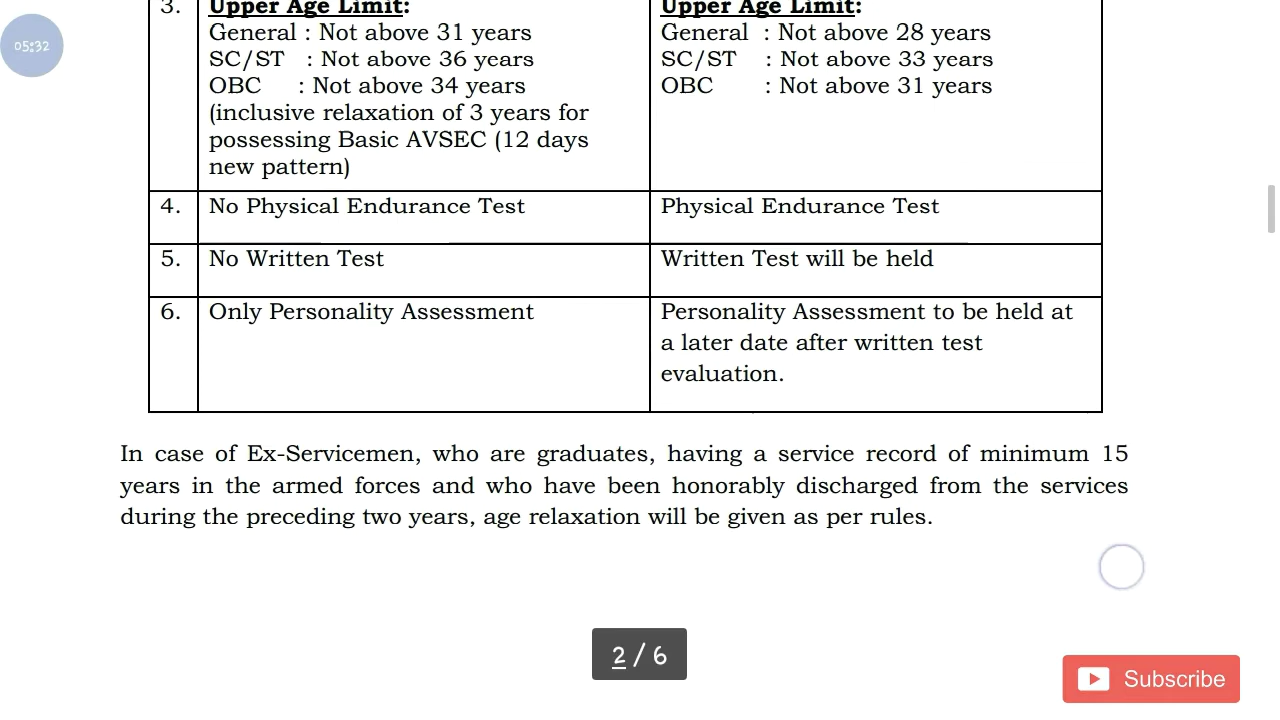 05:32
3. Upper Age Limit: Upper Age Limit:
General : Not above 31 years General : Not above 28 years
SC/ST : Not above 36 years SC/ST : Not above 33 years
OBC : Not above 34 years OBC : Not above 31 years
(inclusive relaxation of 3 years for
possessing Basic AVSEC (12 days
new pattern)
4. No Physical Endurance Test Physical Endurance Test
5. No Written Test Written Test will be held
6. Only Personality Assessment Personality Assessment to be held at
a later date after written test
evaluation.
In case of Ex-Servicemen, who are graduates, having a service record of minimum 15
years in the armed forces and who have been honorably discharged from the services
during the preceding two years, age relaxation will be given as per rules.
2 / 6
Subscribe